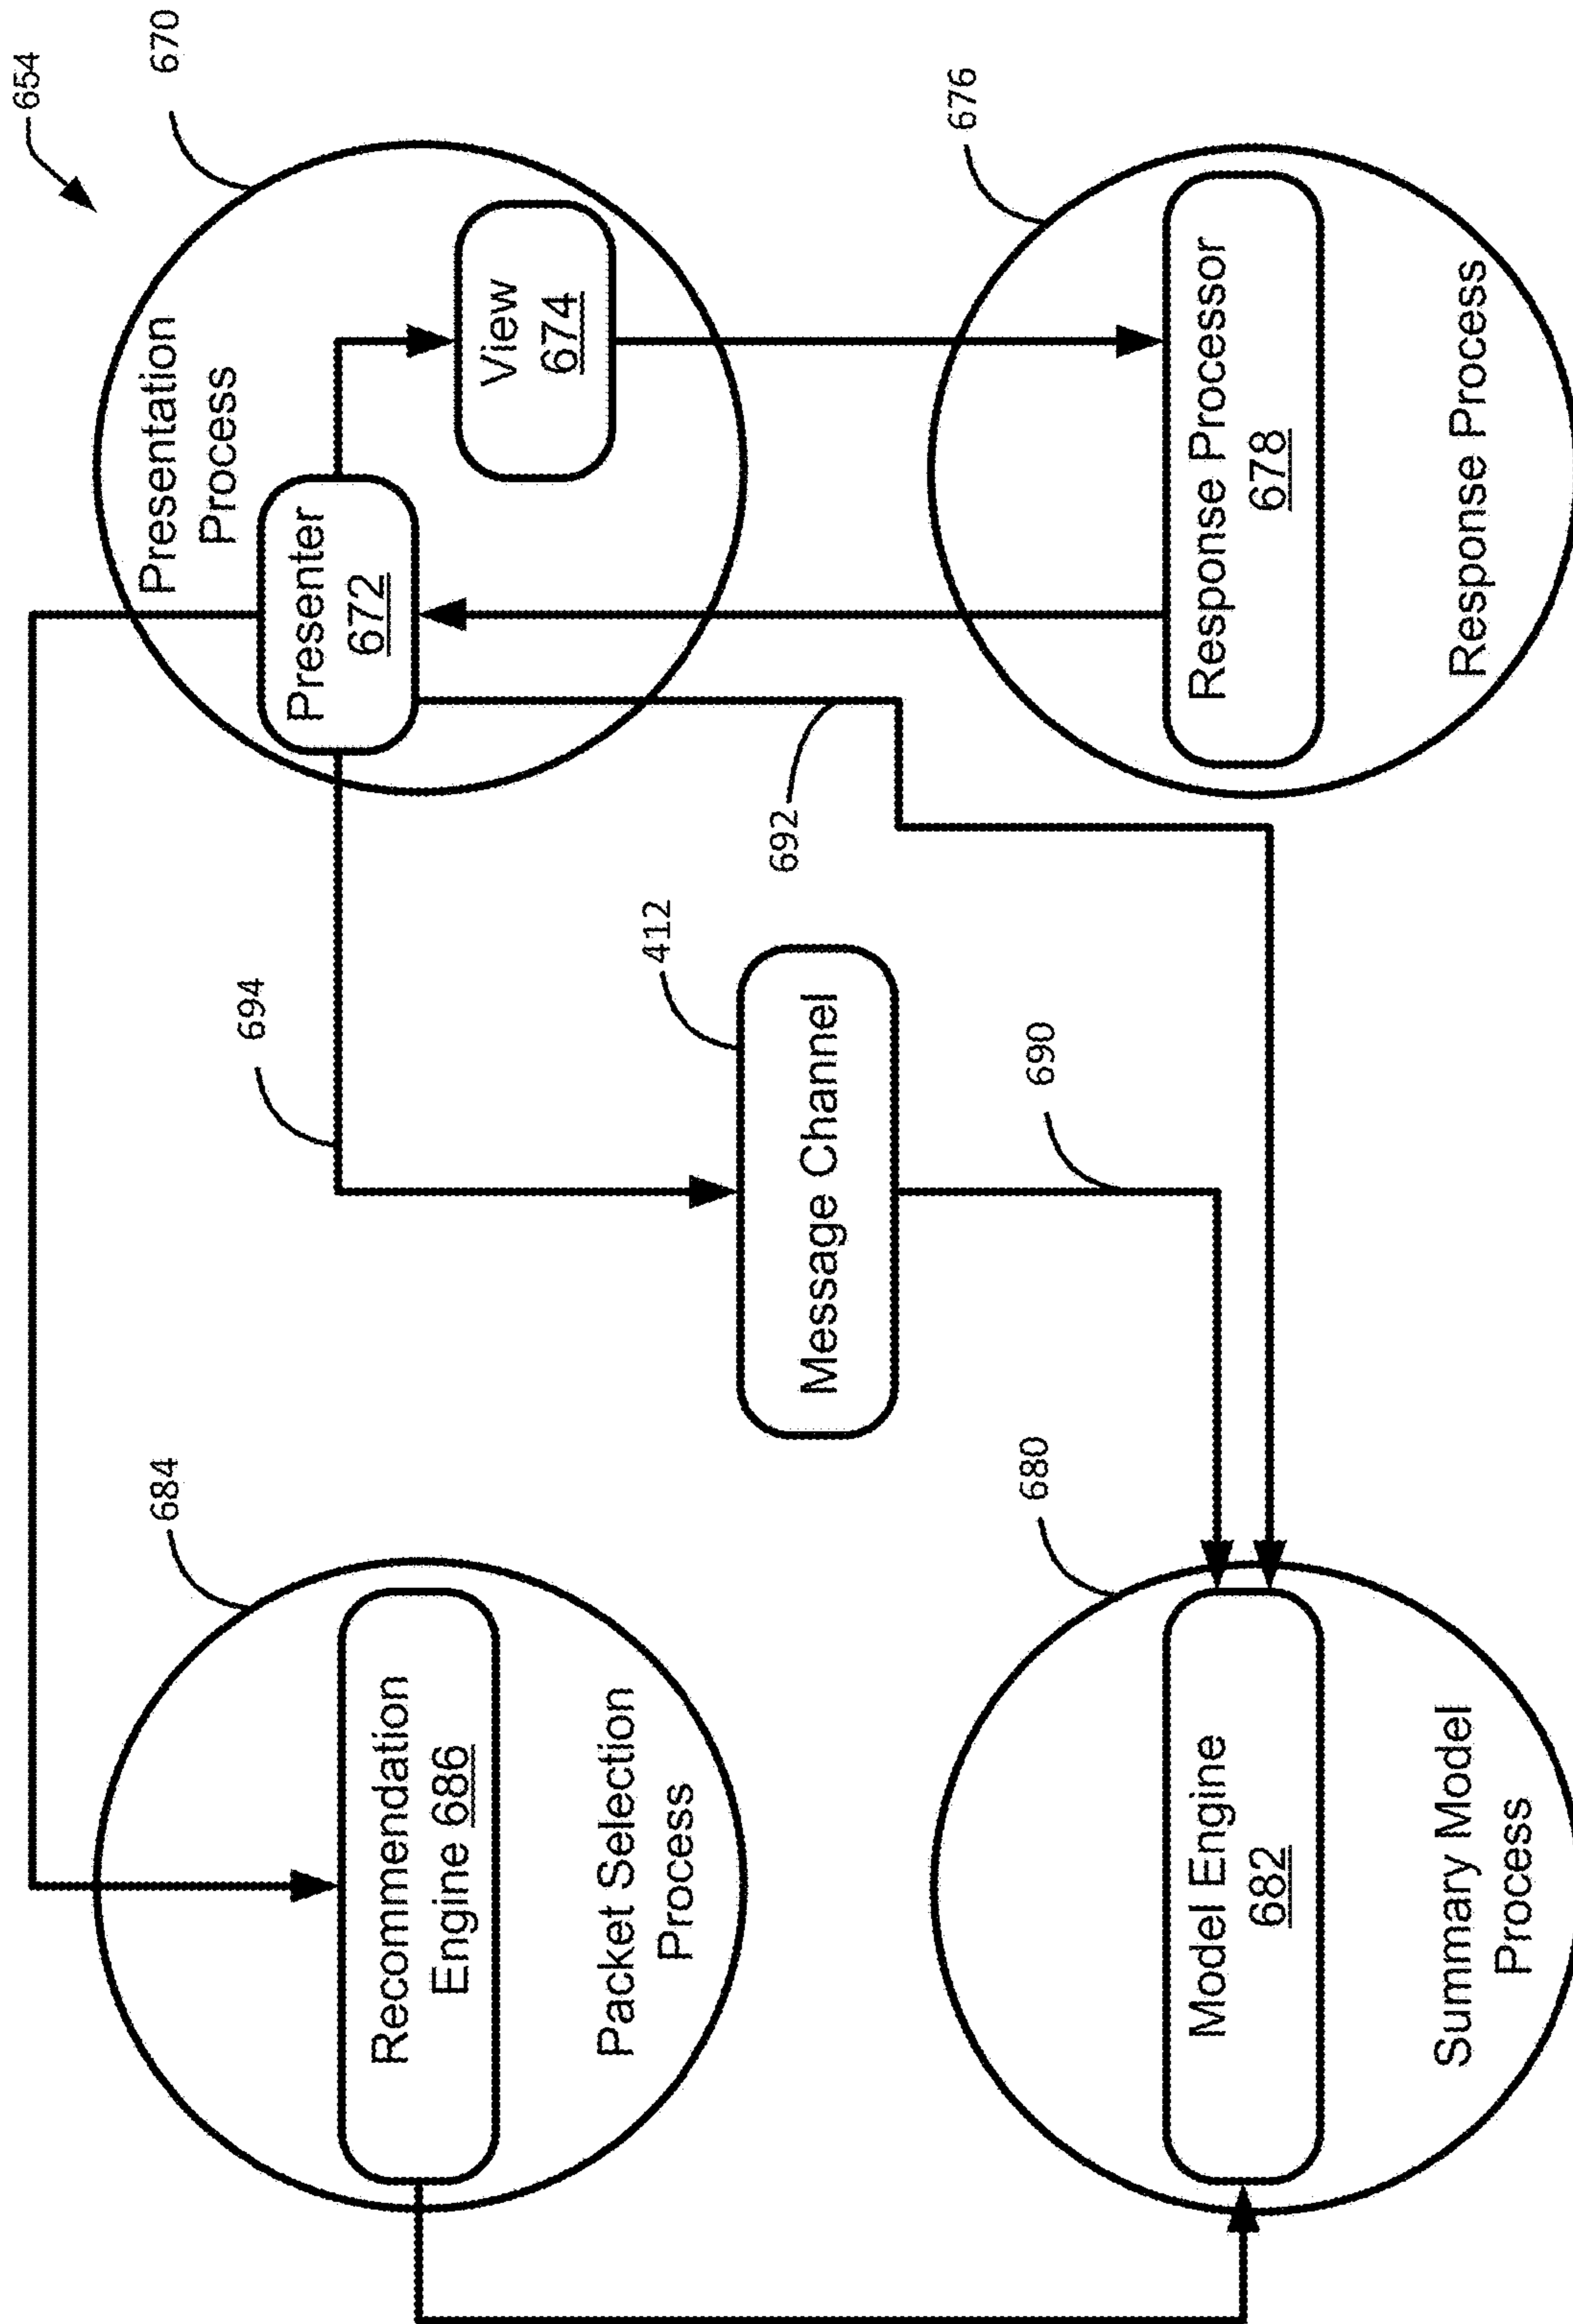 654
684
670
Recommendation
Engine 686
Packet Selection
Process
Presentation
Process
Presenter
672
View
674
694
412
Message Channel
692
690
680
676
Model Engine
682
Summary Model
Process
Response Processor
678
Response Process